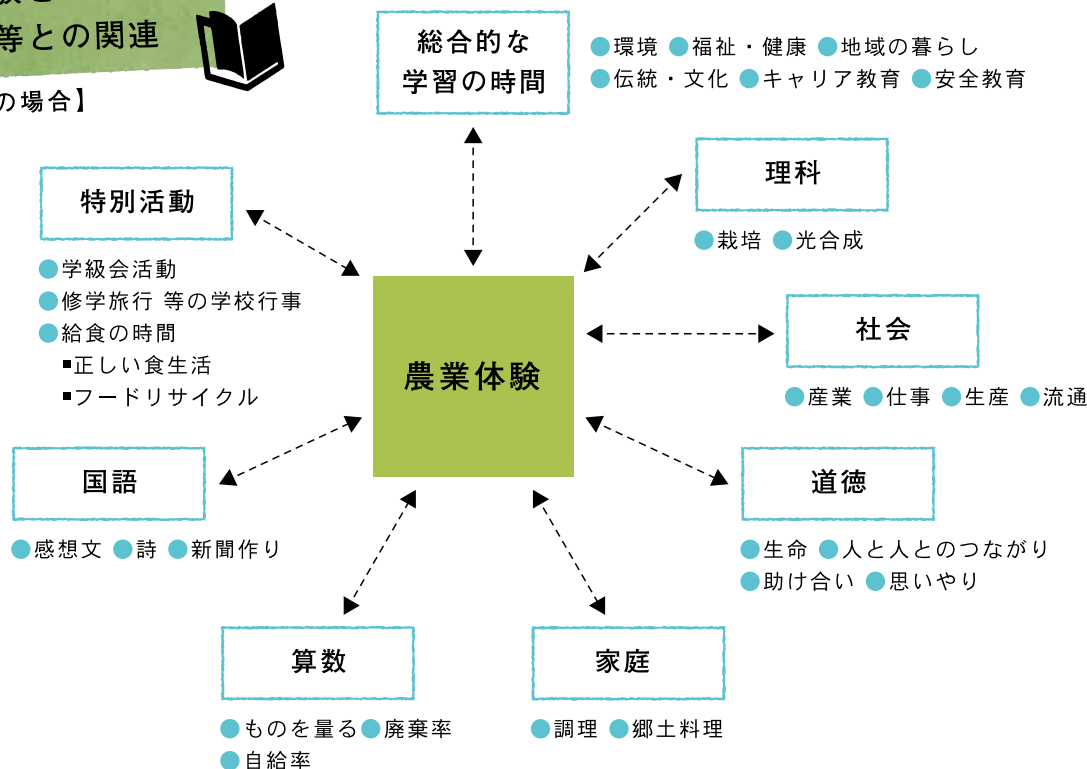 等との関連
の場合】
総合的な
学習の時間
●環境 ●福祉・健康 ●地域の暮らし
●伝統・文化 ●キャリア教育 ●安全教育
理科
●栽培 ●光合成
社会
●産業 ●仕事 ●生産 ●流通
道徳
●生命 ●人と人とのつながり
●助け合い ●思いやり
家庭
●調理 ●郷土料理
算数
●ものを量る ●廃棄率
●自給率
国語
●感想文 ●詩 ●新聞作り
特別活動
●学級会活動
●修学旅行 等の学校行事
●給食の時間
▪正しい食生活
▪フードリサイクル
農業体験